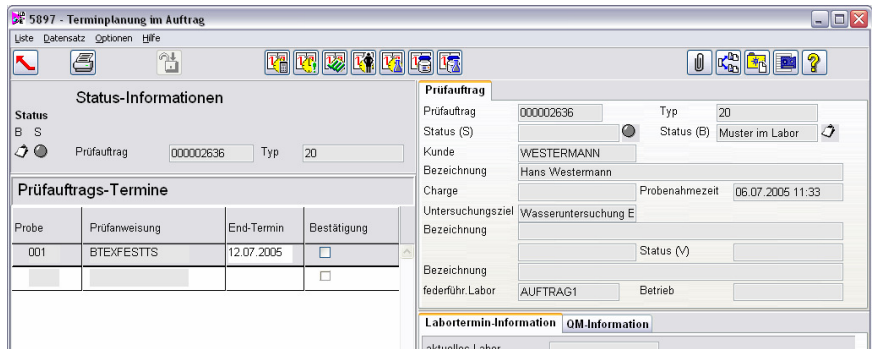 5897 - Terminplanung im Auftrag
Liste Datensatz Optionen Hilfe
Status-Informationen
Status
B S
Prüfauftrag 000002636 Typ 20
Prüfauftrags-Termine
Probe Prüfanweisung End-Termin Bestätigung
001 BTEXFESTTS 12.07.2005
Prüfauftrag
Prüfauftrag 000002636 Typ 20
Status (S) Status (B) Muster im Labor
Kunde WESTERMANN
Bezeichnung Hans Westermann
Charge Probenahmezeit 06.07.2005 11:33
Untersuchungsziel Wasseruntersuchung E
Bezeichnung
Status (V)
Bezeichnung
federführ.Labor AUFTRAG1 Betrieb
Labortermin-Information QM-Information
aktuelles Labor